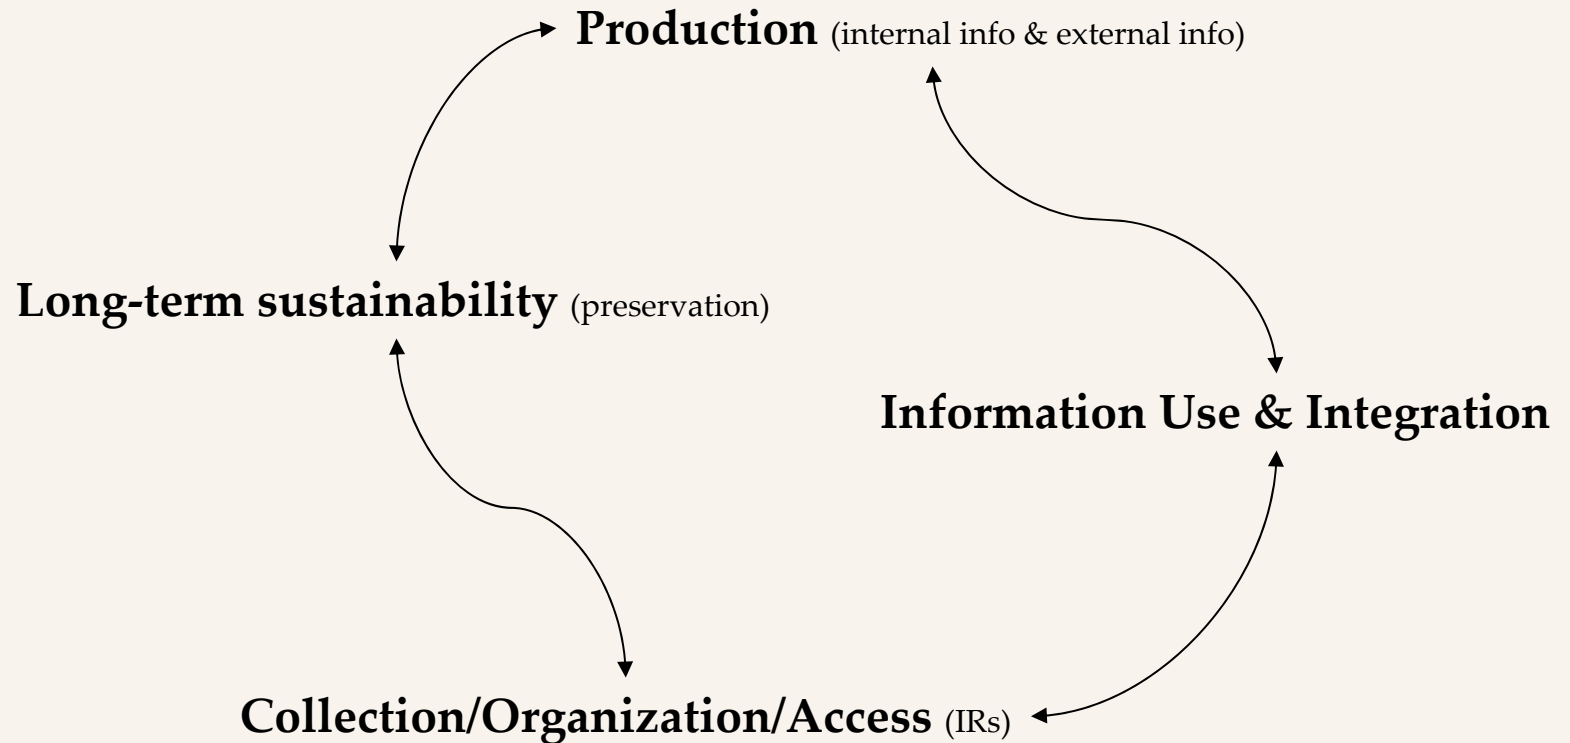 Production (internal info & external info)
Long-term sustainability (preservation)
Information Use & Integration
Collection/Organization/Access (IRs)